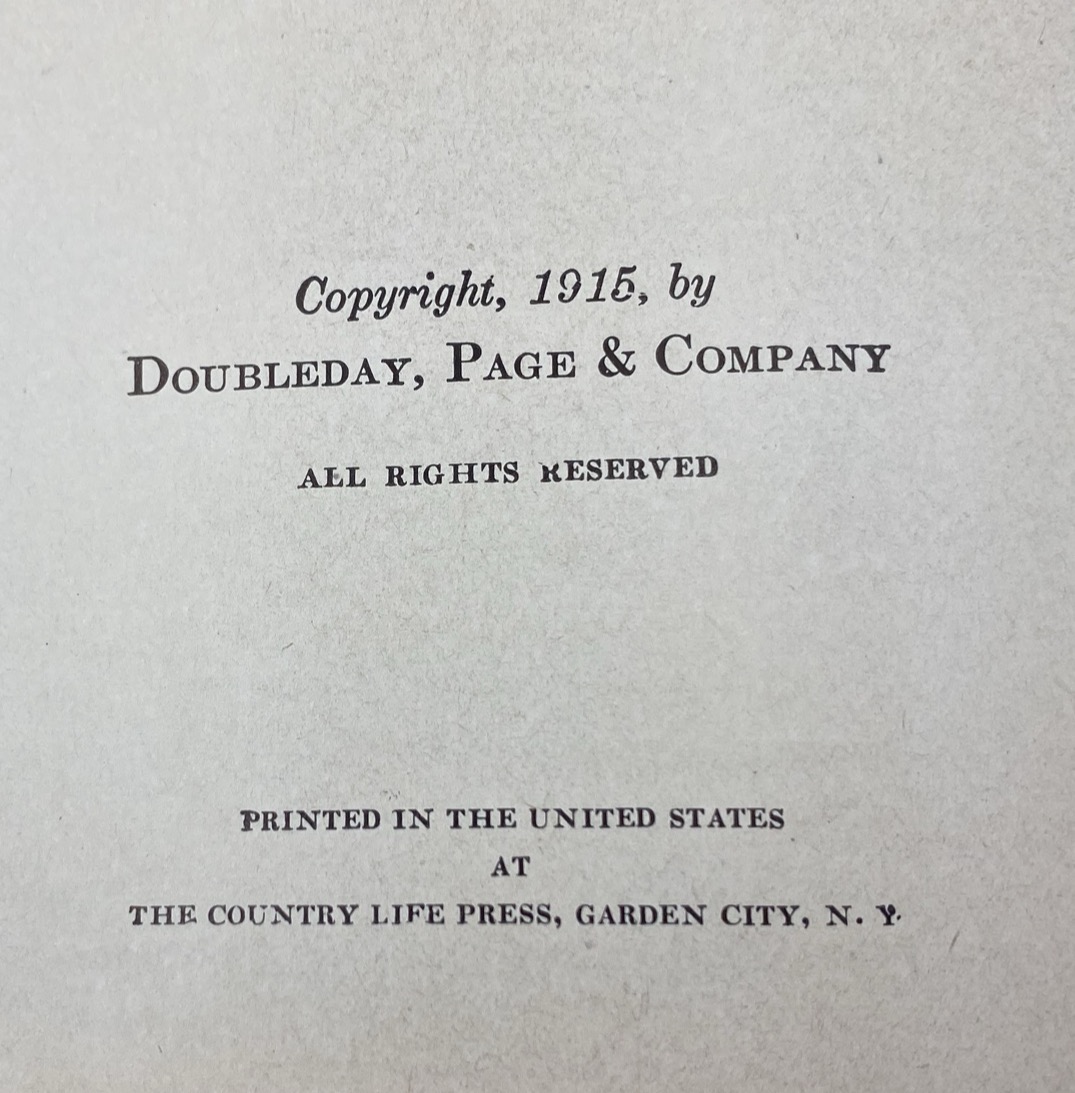 Copyright, 1915, by
DOUBLEDAY, PAGE & COMPANY
ALL RIGHTS RESERVED
PRINTED IN THE UNITED STATES
AT
THE COUNTRY LIFE PRESS, GARDEN CITY, N. Y.